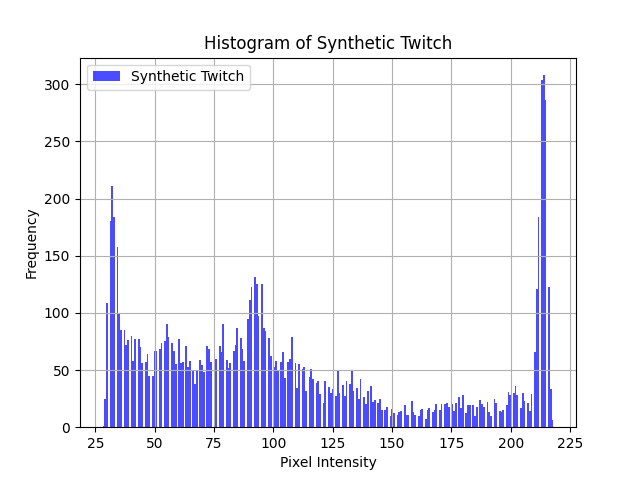 Histogram of Synthetic Twitch
Synthetic Twitch
300
250
200
150
100
50
0
Frequency
25 50 75 100 125 150 175 200 225
Pixel Intensity